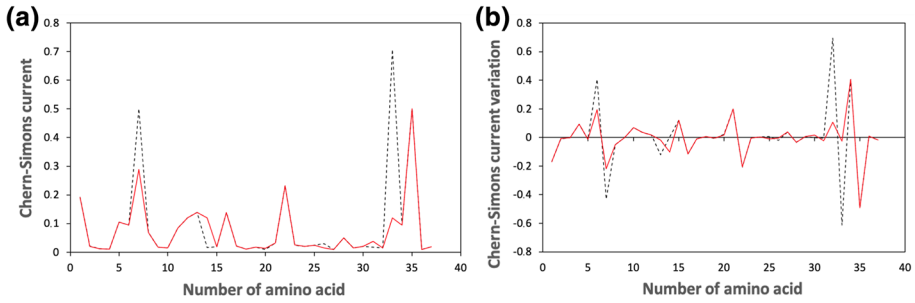 (a)
Chern-Simons current
0.8
0.7
0.6
0.5
0.4
0.3
0.2
0.1
0
0 5 10 15 20 25 30 35 40
Number of amino acid
(b)
Chern-Simons current variation
0.8
0.6
0.4
0.2
0
-0.2
-0.4
-0.6
-0.8
0 5 10 15 20 25 30 35 40
Number of amino acid